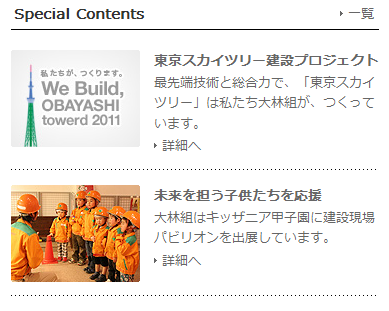 Special Contents
一覧
私たちが、つくります。
We Build,
OBAYASHI
towerd 2011
東京スカイツリー建設プロジェクト
最先端技術と総合力で、「東京スカイ
ツリー」は私たち大林組が、つくって
います。
詳細へ
未来を担う子供たちを応援
大林組はキッザニア甲子園に建設現場
パビリオンを出展しています。
詳細へ